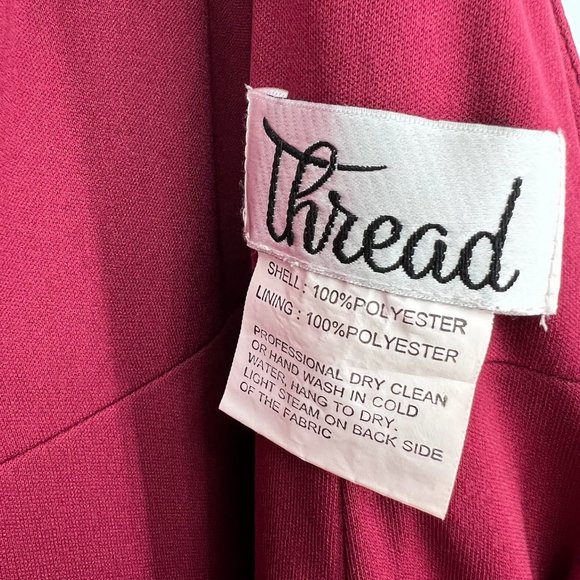 Thread
SHELL : 100%POLYESTER
LINING : 100%POLYESTER
PROFESSIONAL DRY CLEAN
OR HAND WASH IN COLD
WATER, HANG TO DRY.
LIGHT STEAM ON BACK SIDE
OF THE FABRIC